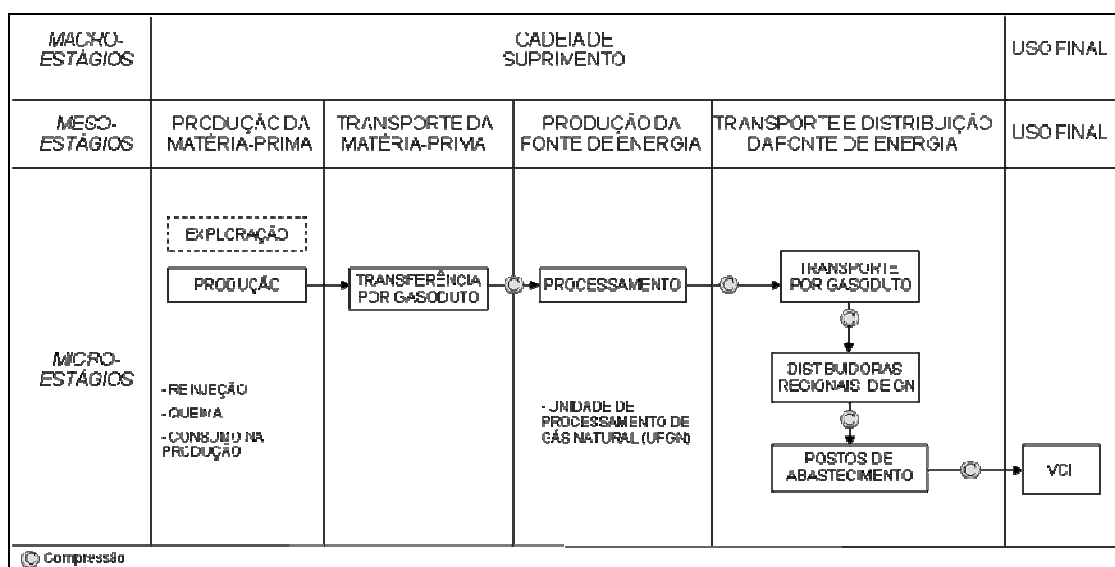 MACRO-
ESTÁGIOS
CADEIA DE
SUPRIMENTO
USO FINAL
MESO-
ESTÁGIOS
PRODUÇÃO DA
MATÉRIA-PRIMA
TRANSPORTE DA
MATÉRIA-PRIMA
PRODUÇÃO DA
FONTE DE ENERGIA
TRANSPORTE E DISTRIBUIÇÃO
DA FONTE DE ENERGIA
USO FINAL
MICRO-
ESTÁGIOS
EXPLORAÇÃO
PRODUÇÃO
- REINJEÇÃO
- QUEIMA
- CONSUMO NA
PRODUÇÃO
TRANSFERÊNCIA
POR GASODUTO
C
PROCESSAMENTO
- UNIDADE DE
PROCESSAMENTO DE
GÁS NATURAL (UPGN)
C
TRANSPORTE
POR GASODUTO
C
DISTIBUIDORAS
REGIONAIS DE GN
C
POSTOS DE
ABASTECIMENTO
C
VCI
C Compressão